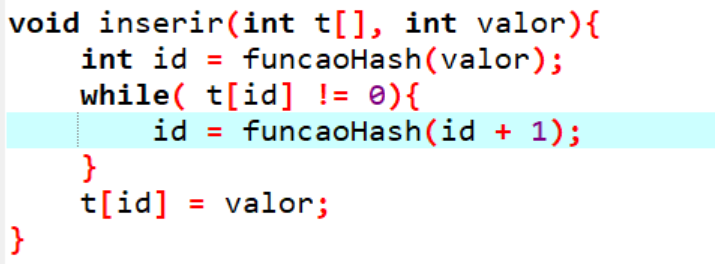 void inserir(int t[], int valor){
    int id = funcaoHash(valor);
    while( t[id] != 0){
        id = funcaoHash(id + 1);
    }
    t[id] = valor;
}